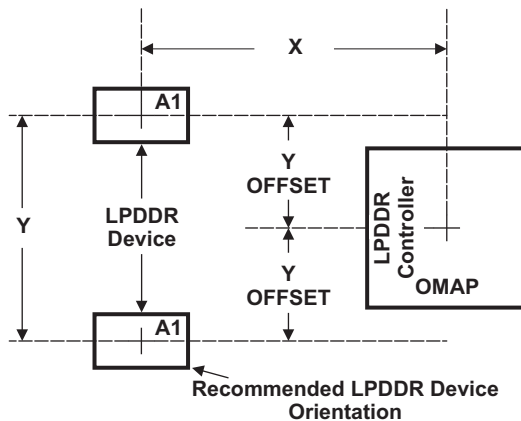 X
A1
Y
OFFSET
Y
LPDDR
Device
LPDDR
Controller
OMAP
Y
OFFSET
A1
Recommended LPDDR Device
Orientation